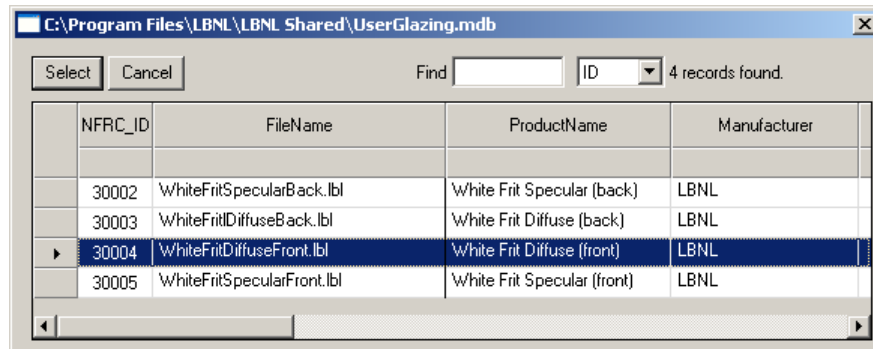 C:\Program Files\LBNL\LBNL Shared\UserGlazing.mdb
Select Cancel Find ID 4 records found.
NFRC_ID FileName ProductName Manufacturer
30002 WhiteFritSpecularBack.lbl White Frit Specular (back) LBNL
30003 WhiteFritlDiffuseBack.lbl White Frit Diffuse (back) LBNL
30004 WhiteFritDiffuseFront.lbl White Frit Diffuse (front) LBNL
30005 WhiteFritSpecularFront.lbl White Frit Specular (front) LBNL